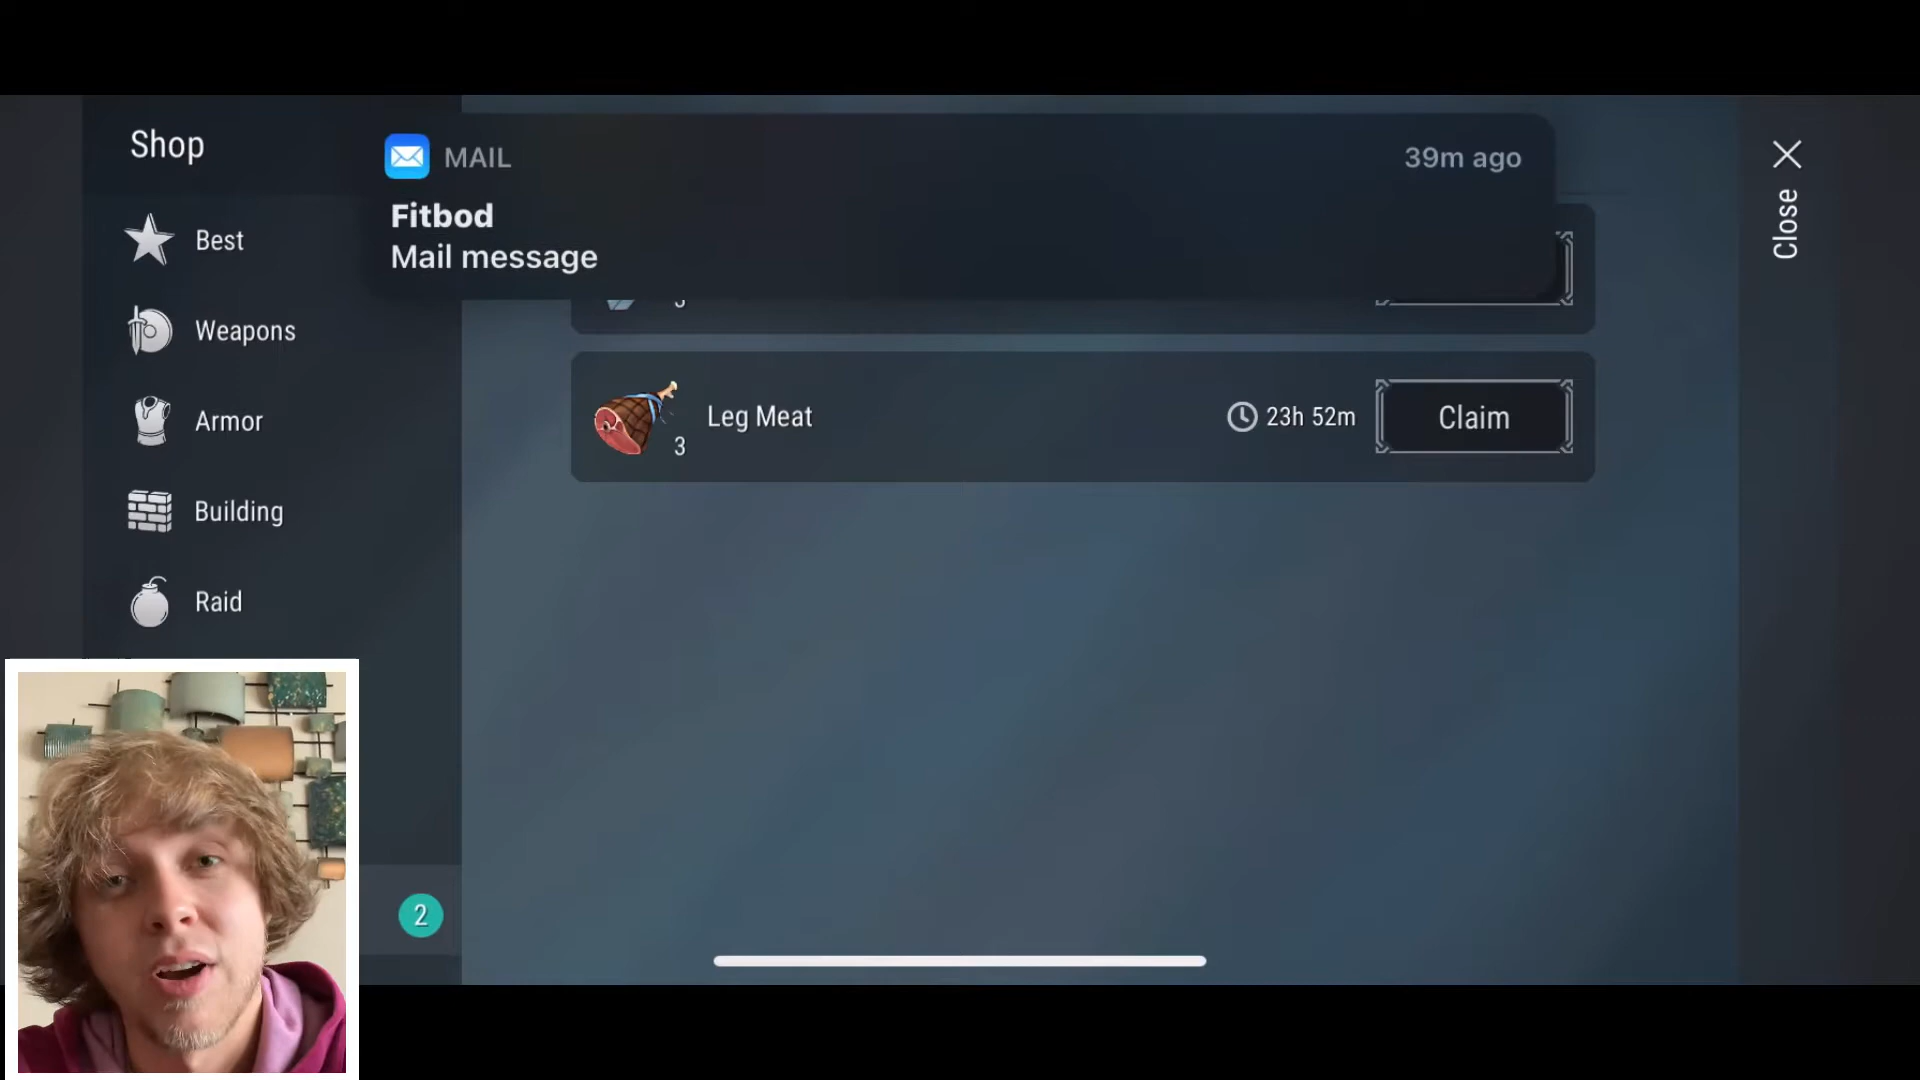 Shop
MAIL
39m ago
Fitbod
Mail message
Close
Best
Weapons
Armor
Building
Raid
Leg Meat
3
23h 52m
Claim
2